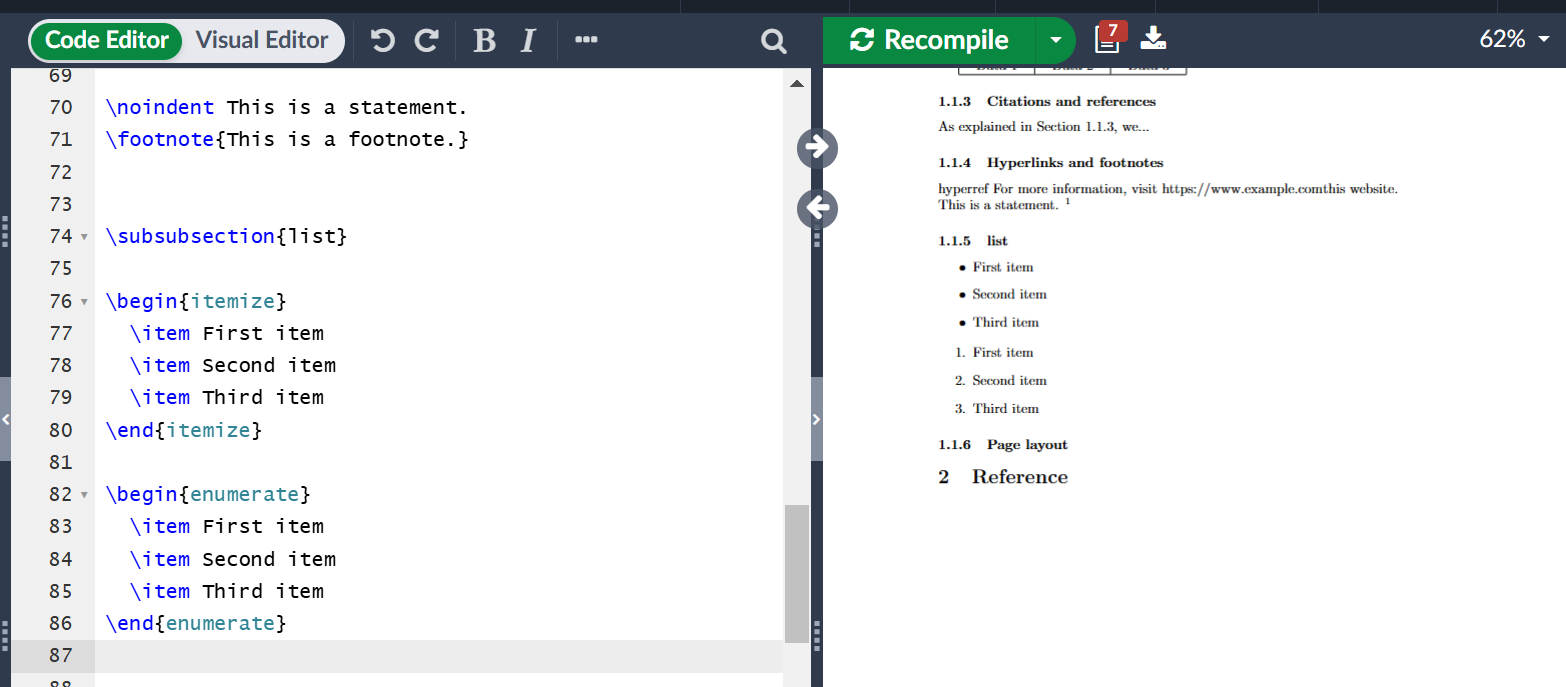 Code Editor Visual Editor B I Recompile 7 62%
69
70 \noindent This is a statement.
71 \footnote{This is a footnote.}
72
73
74 \subsubsection{list}
75
76 \begin{itemize}
77 \item First item
78 \item Second item
79 \item Third item
80 \end{itemize}
81
82 \begin{enumerate}
83 \item First item
84 \item Second item
85 \item Third item
86 \end{enumerate}
87
88
1.1.3 Citations and references
As explained in Section 1.1.3, we...
1.1.4 Hyperlinks and footnotes
hyperref For more information, visit https://www.example.comthis website.
This is a statement. 1
1.1.5 list
• First item
• Second item
• Third item
1. First item
2. Second item
3. Third item
1.1.6 Page layout
2 Reference